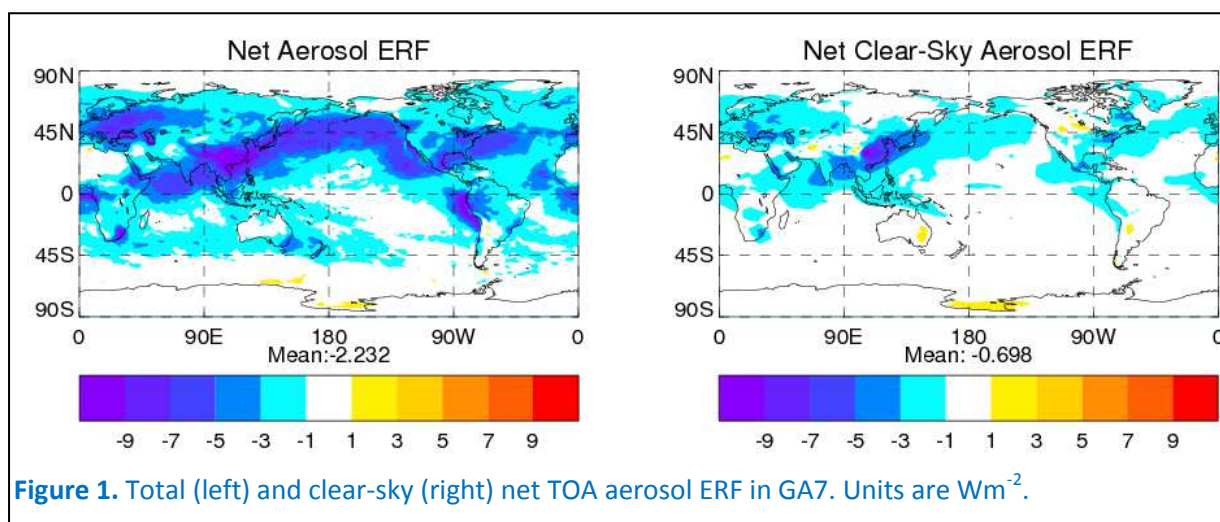 Net Aerosol ERF
90N
45N
0
45S
90S
0 90E 180 90W 0
Mean:-2.232
-9 -7 -5 -3 -1 1 3 5 7 9
Net Clear-Sky Aerosol ERF
90N
45N
0
45S
90S
0 90E 180 90W 0
Mean: -0.698
-9 -7 -5 -3 -1 1 3 5 7 9
Figure 1. Total (left) and clear-sky (right) net TOA aerosol ERF in GA7. Units are Wm⁻².